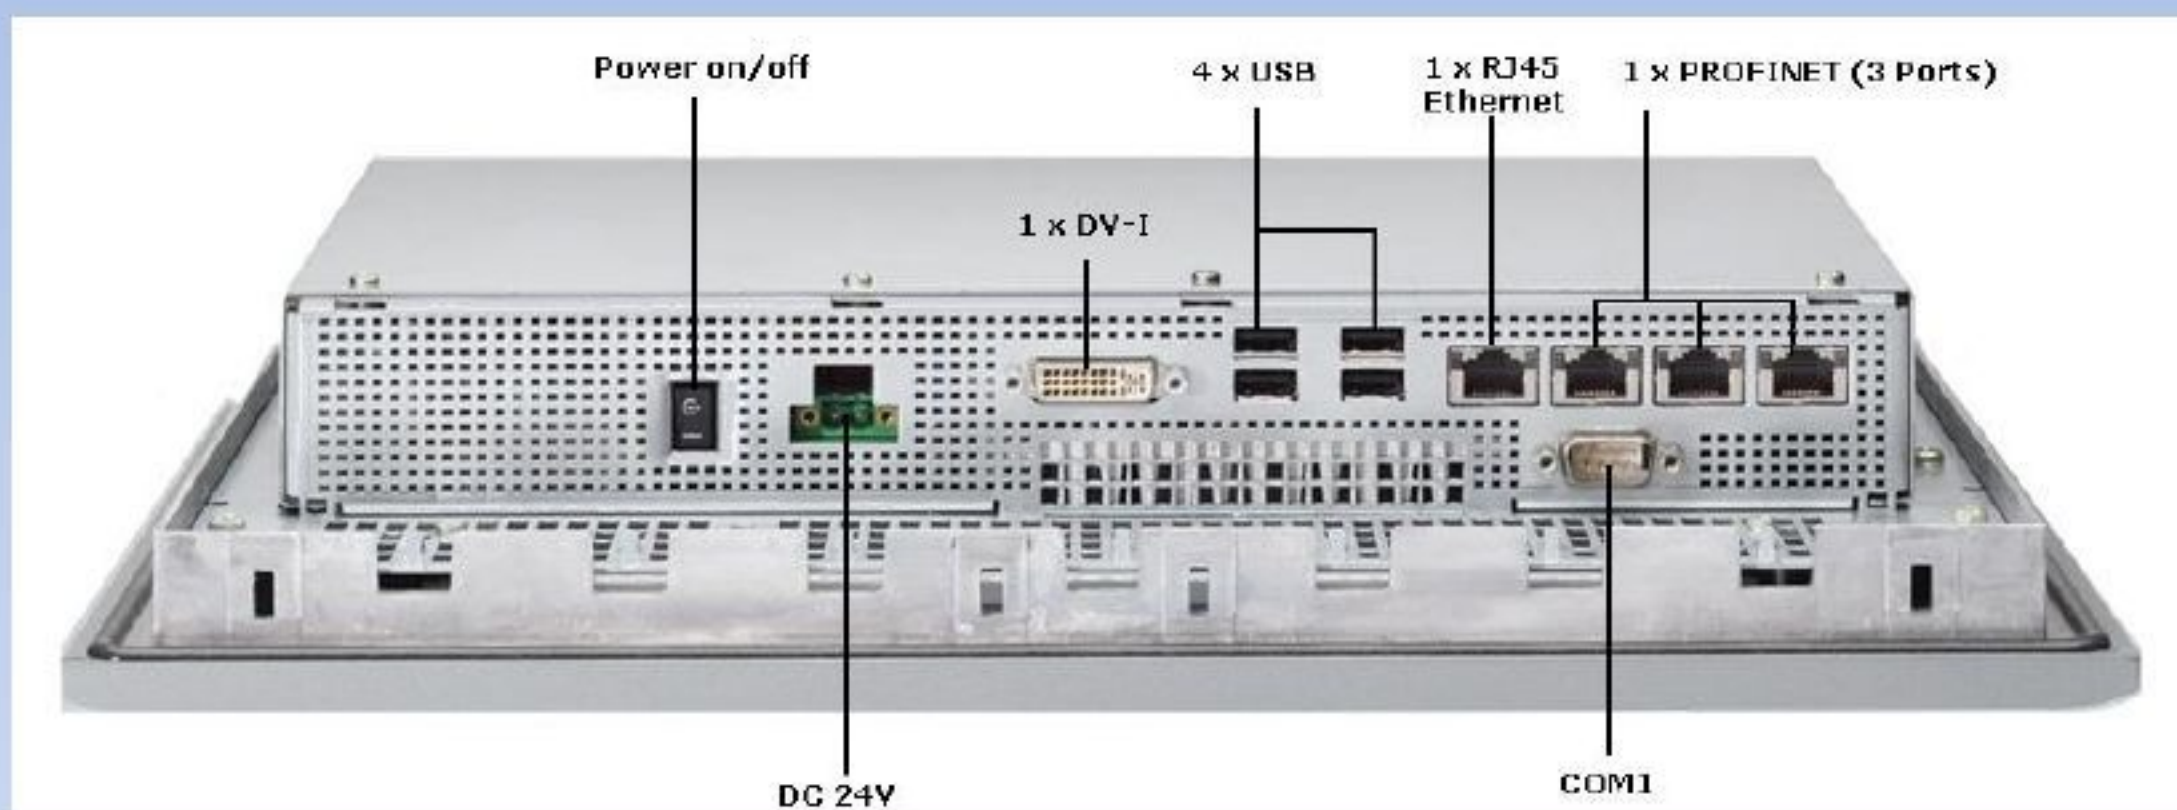 Power on/off
4 x USB
1 x RJ45
Ethernet
1 x PROFINET (3 Ports)
1 x DV-I
DC 24V
COM1